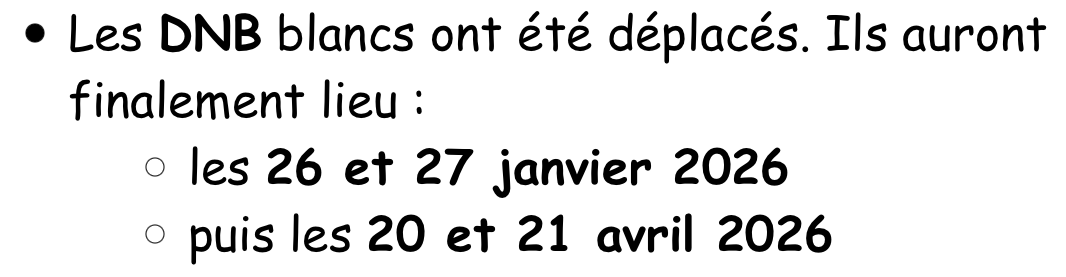 • Les DNB blancs ont été déplacés. Ils auront
finalement lieu :
○ les 26 et 27 janvier 2026
○ puis les 20 et 21 avril 2026